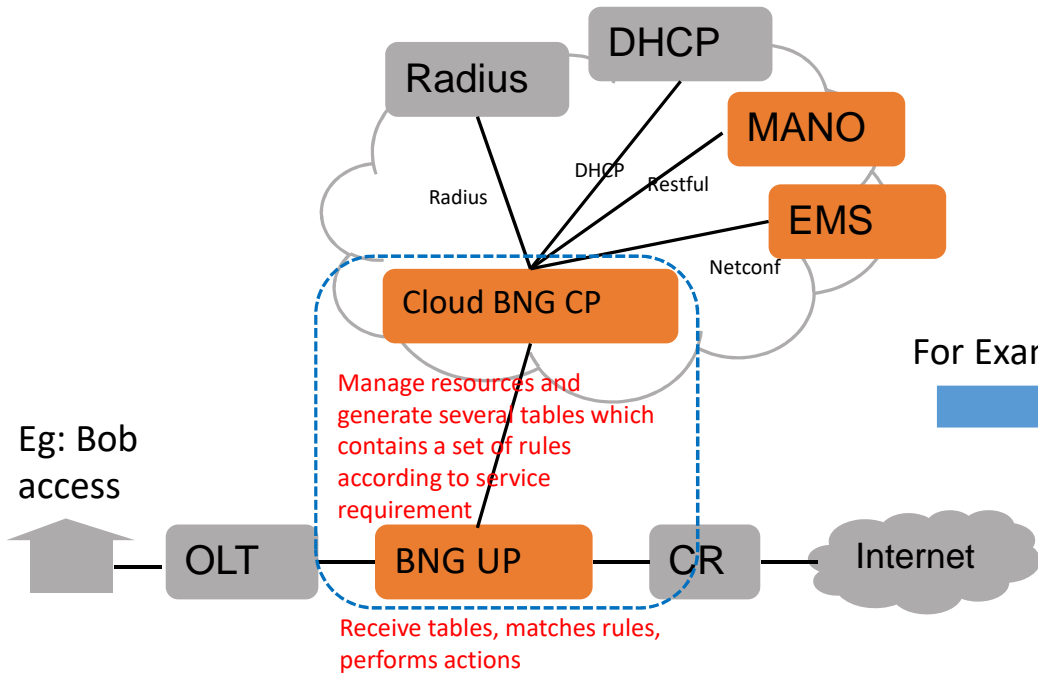 DHCP
Radius
MANO
DHCP
Restful
Radius
EMS
Netconf
Cloud BNG CP
For Exar
Manage resources and
generate several tables which
contains a set of rules
according to service
requirement
Eg: Bob
access
OLT
BNG UP
CR
Internet
Receive tables, matches rules,
performs actions